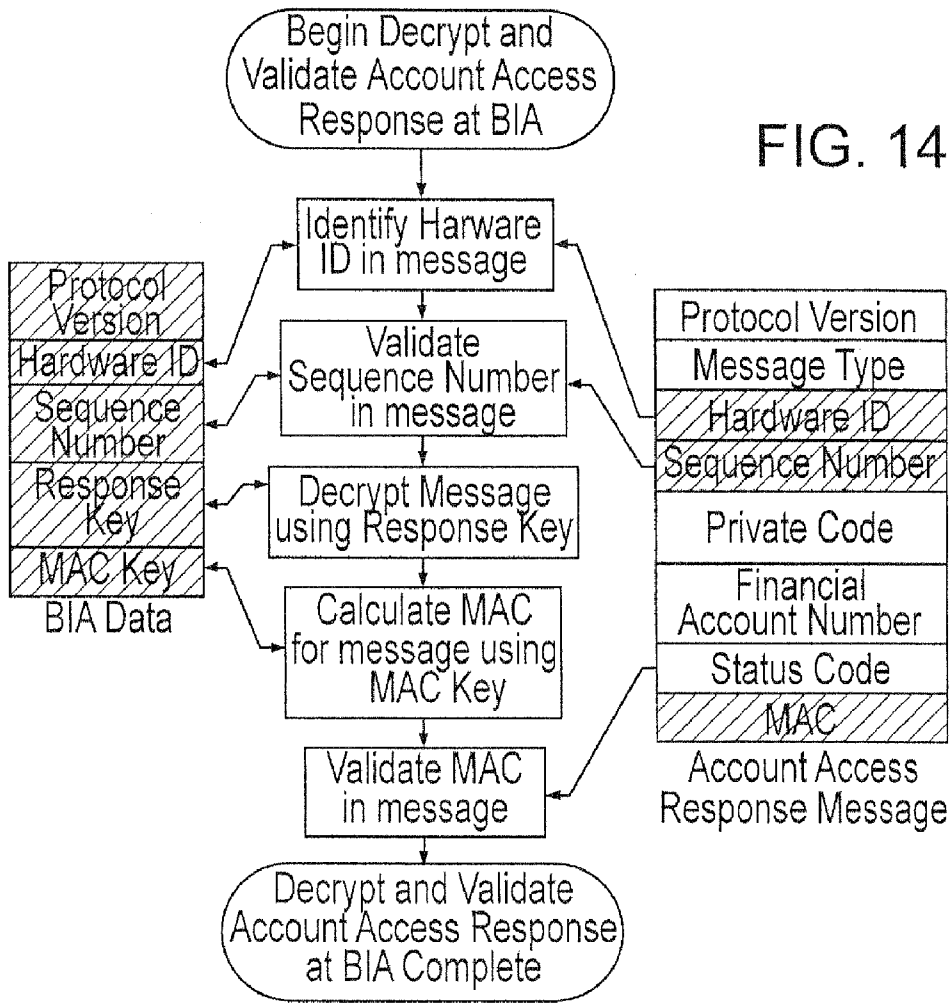 Begin Decrypt and
Validate Account Access
Response at BIA
FIG. 14
Identify Harware
ID in message
Validate
Sequence Number
in message
Decrypt Message
using Response Key
Calculate MAC
for message using
MAC Key
Validate MAC
in message
Decrypt and Validate
Account Access Response
at BIA Complete
Protocol
Version
Hardware ID
Sequence
Number
Response
Key
MAC Key
BIA Data
Protocol Version
Message Type
Hardware ID
Sequence Number
Private Code
Financial
Account Number
Status Code
MAC
Account Access
Response Message